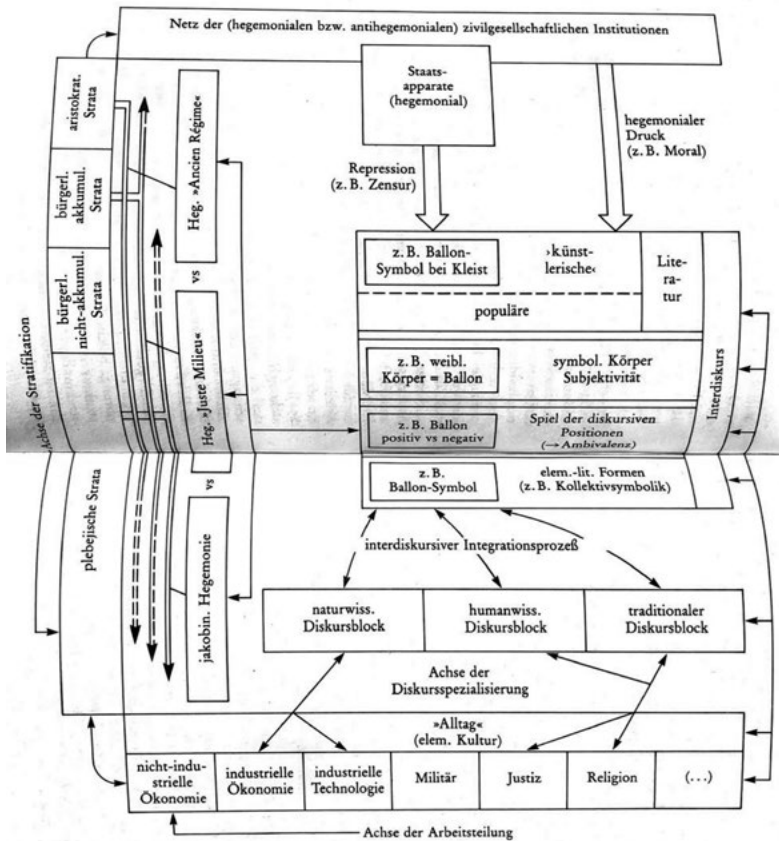 Netz der (hegemonialen bzw. antihegemonialen) zivilgesellschaftlichen Institutionen
Staats-
apparate
(hegemonial)
hegemonialer
Druck
(z. B. Moral)
Repression
(z. B. Zensur)
aristokrat.
Strata
bürgerl.
akkumul.
Strata
bürgerl.
nicht-akkumul.
Strata
plebejische Strata
Achse der Stratifikation
Heg. »Ancien Régime«
vs
Heg. »Juste Milieu«
vs
jakobin. Hegemonie
z. B. Ballon-
Symbol bei Kleist
›künst-
lerische‹
populäre
Lite-
ra-
tur
Interdiskurs
z. B. weibl.
Körper = Ballon
symbol. Körper
Subjektivität
z. B. Ballon
positiv vs negativ
Spiel der diskursiven
Positionen
(→ Ambivalenz)
z. B.
Ballon-Symbol
elem.-lit. Formen
(z. B. Kollektivsymbolik)
interdiskursiver Integrationsprozeß
naturwiss.
Diskursblock
humanwiss.
Diskursblock
traditionaler
Diskursblock
Achse der
Diskursspezialisierung
»Alltag«
(elem. Kultur)
nicht-indu-
strielle
Ökonomie
industrielle
Ökonomie
industrielle
Technologie
Militär
Justiz
Religion
(...)
Achse der Arbeitsteilung